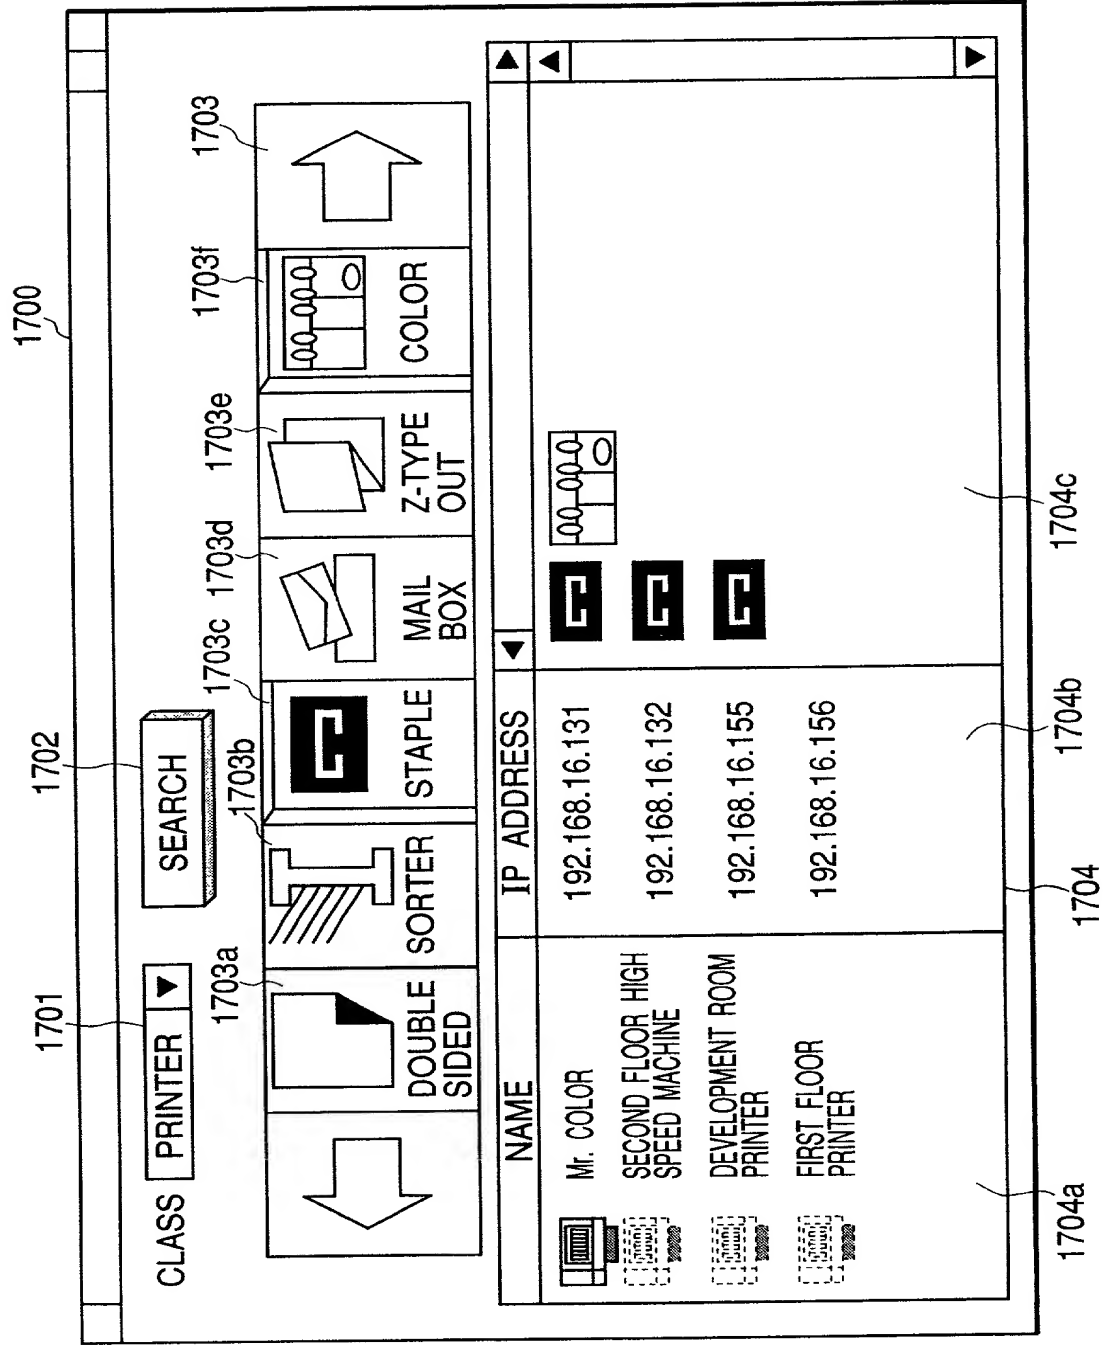 1700
1701
1702
CLASS PRINTER ▼
SEARCH
1703a
1703b
1703c
1703d
1703e
1703f
1703
DOUBLE
SIDED
SORTER
STAPLE
MAIL
BOX
Z-TYPE
OUT
COLOR
NAME
IP ADDRESS
Mr. COLOR
192.168.16.131
SECOND FLOOR HIGH
SPEED MACHINE
192.168.16.132
DEVELOPMENT ROOM
PRINTER
192.168.16.155
FIRST FLOOR
PRINTER
192.168.16.156
1704a
1704
1704b
1704c